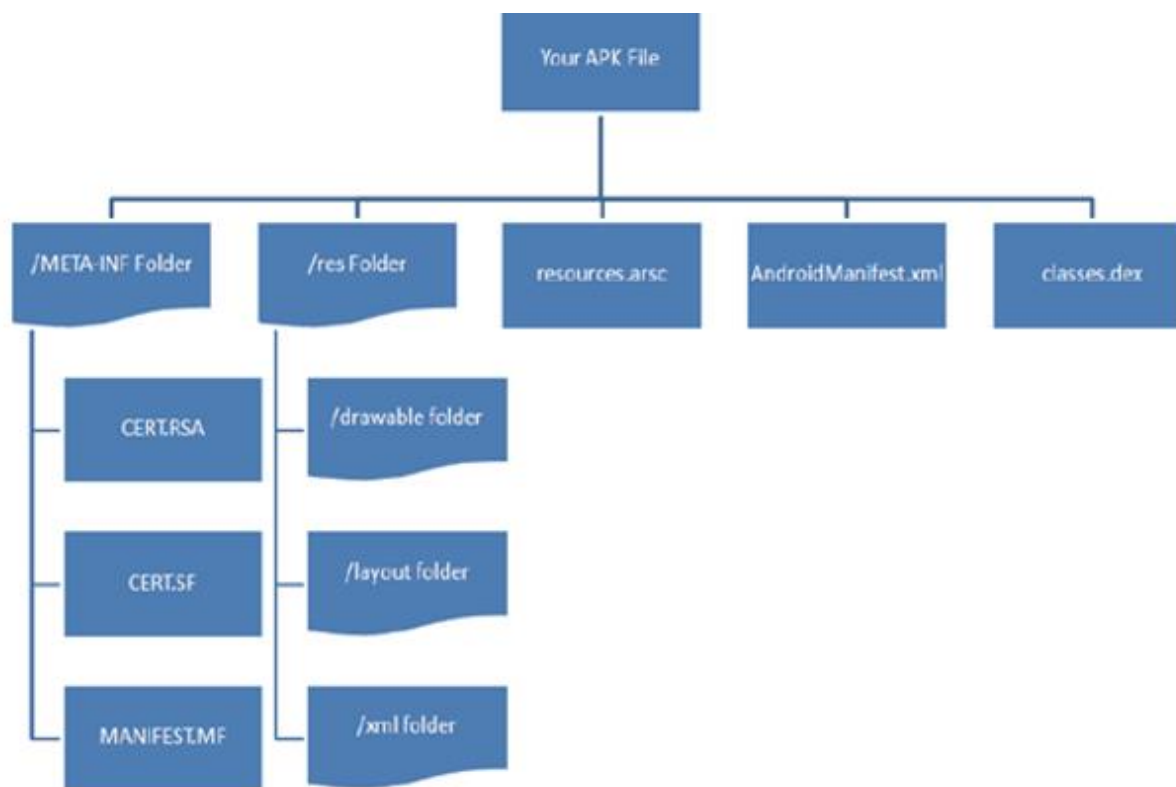 Your APK File
/META-INF Folder
/res Folder
resources.arsc
AndroidManifest.xml
classes.dex
CERT.RSA
/drawable folder
CERT.SF
/layout folder
MANIFEST.MF
/xml folder